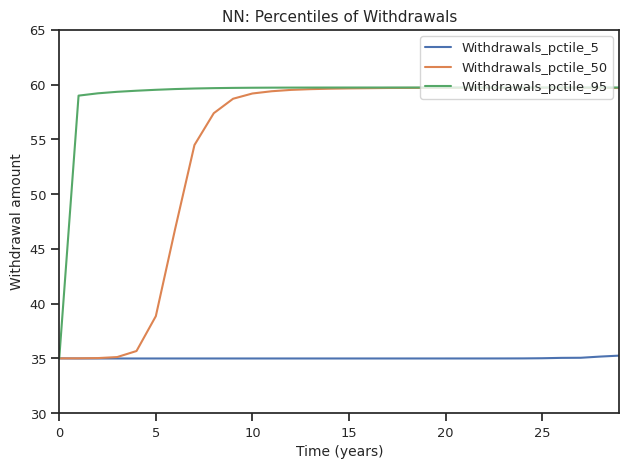 NN: Percentiles of Withdrawals
65
60
55
50
45
40
35
30
Withdrawal amount
Withdrawals_pctile_5
Withdrawals_pctile_50
Withdrawals_pctile_95
0 5 10 15 20 25
Time (years)